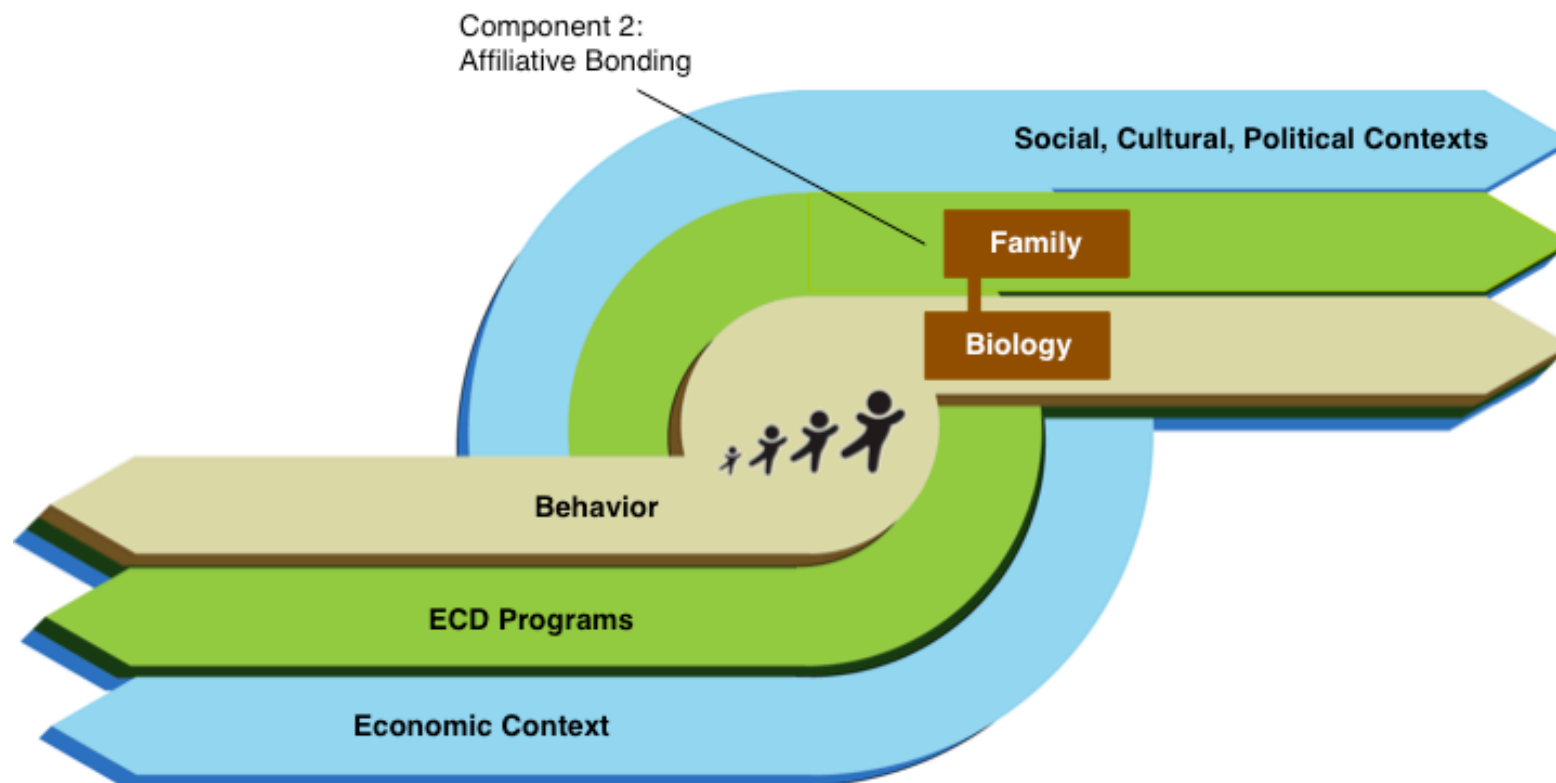 Component 2:
Affiliative Bonding
Social, Cultural, Political Contexts
Family
Biology
Behavior
ECD Programs
Economic Context